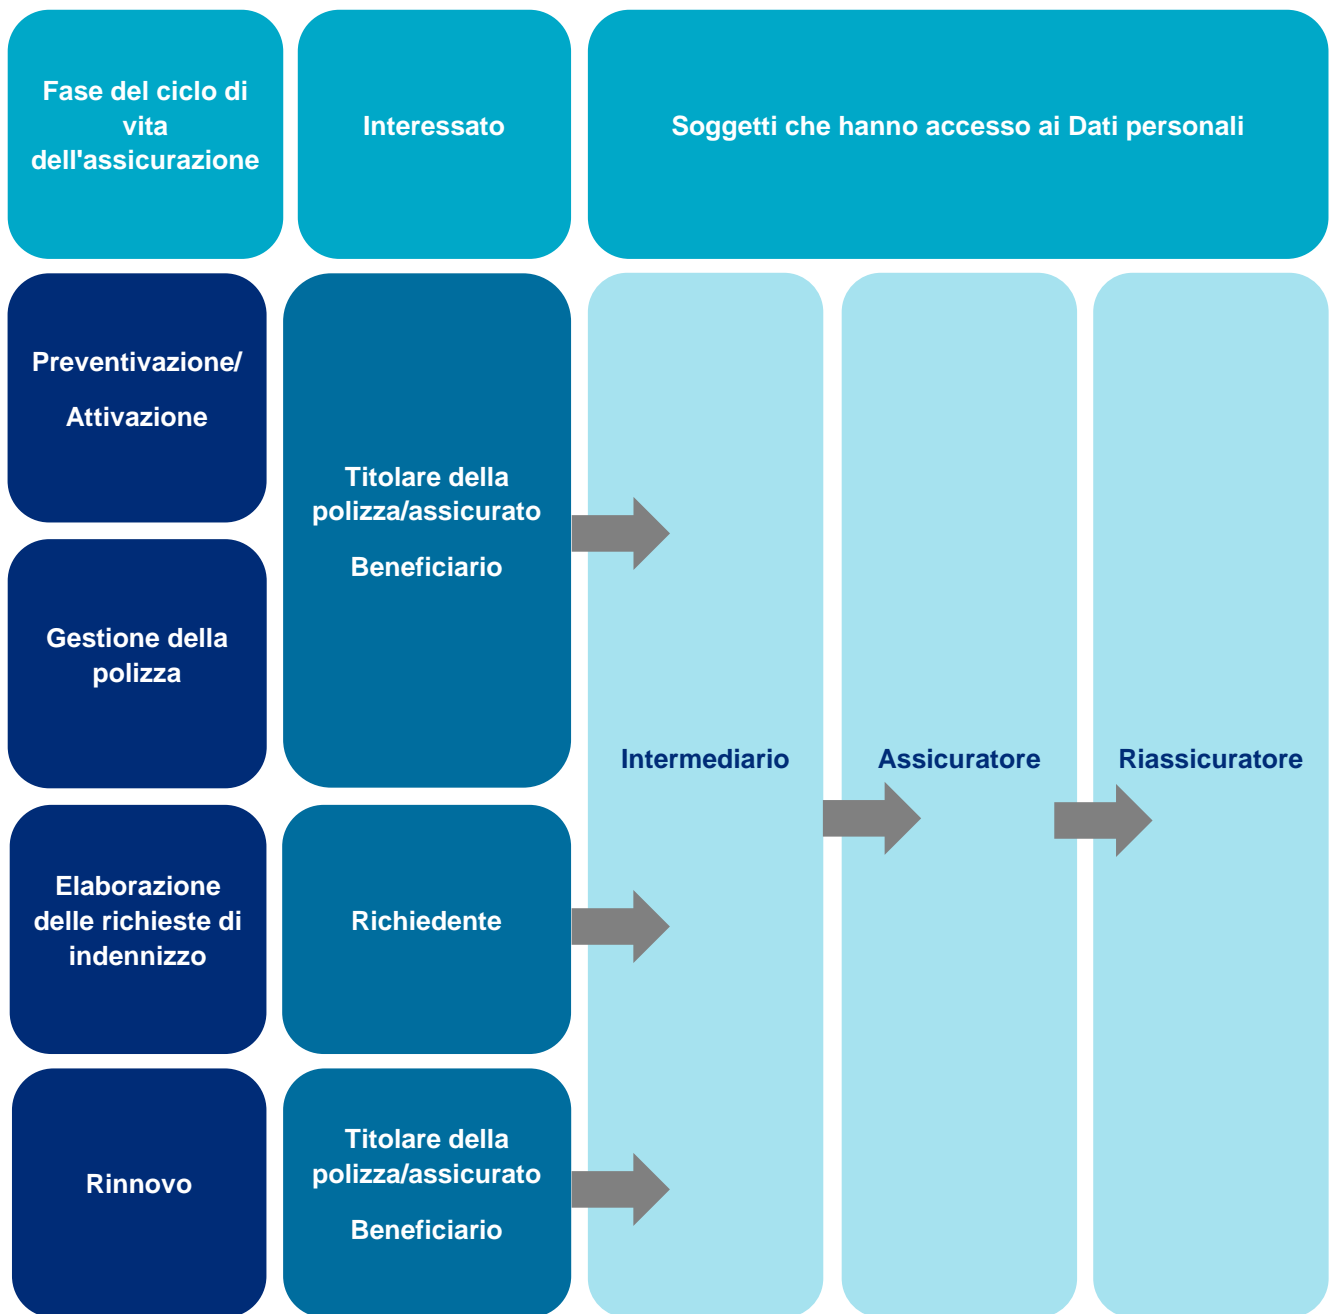 Fase del ciclo di
vita
dell'assicurazione
Interessato
Soggetti che hanno accesso ai Dati personali
Preventivazione/
Attivazione
Titolare della
polizza/assicurato
Beneficiario
Gestione della
polizza
Intermediario
Assicuratore
Riassicuratore
Elaborazione
delle richieste di
indennizzo
Richiedente
Rinnovo
Titolare della
polizza/assicurato
Beneficiario